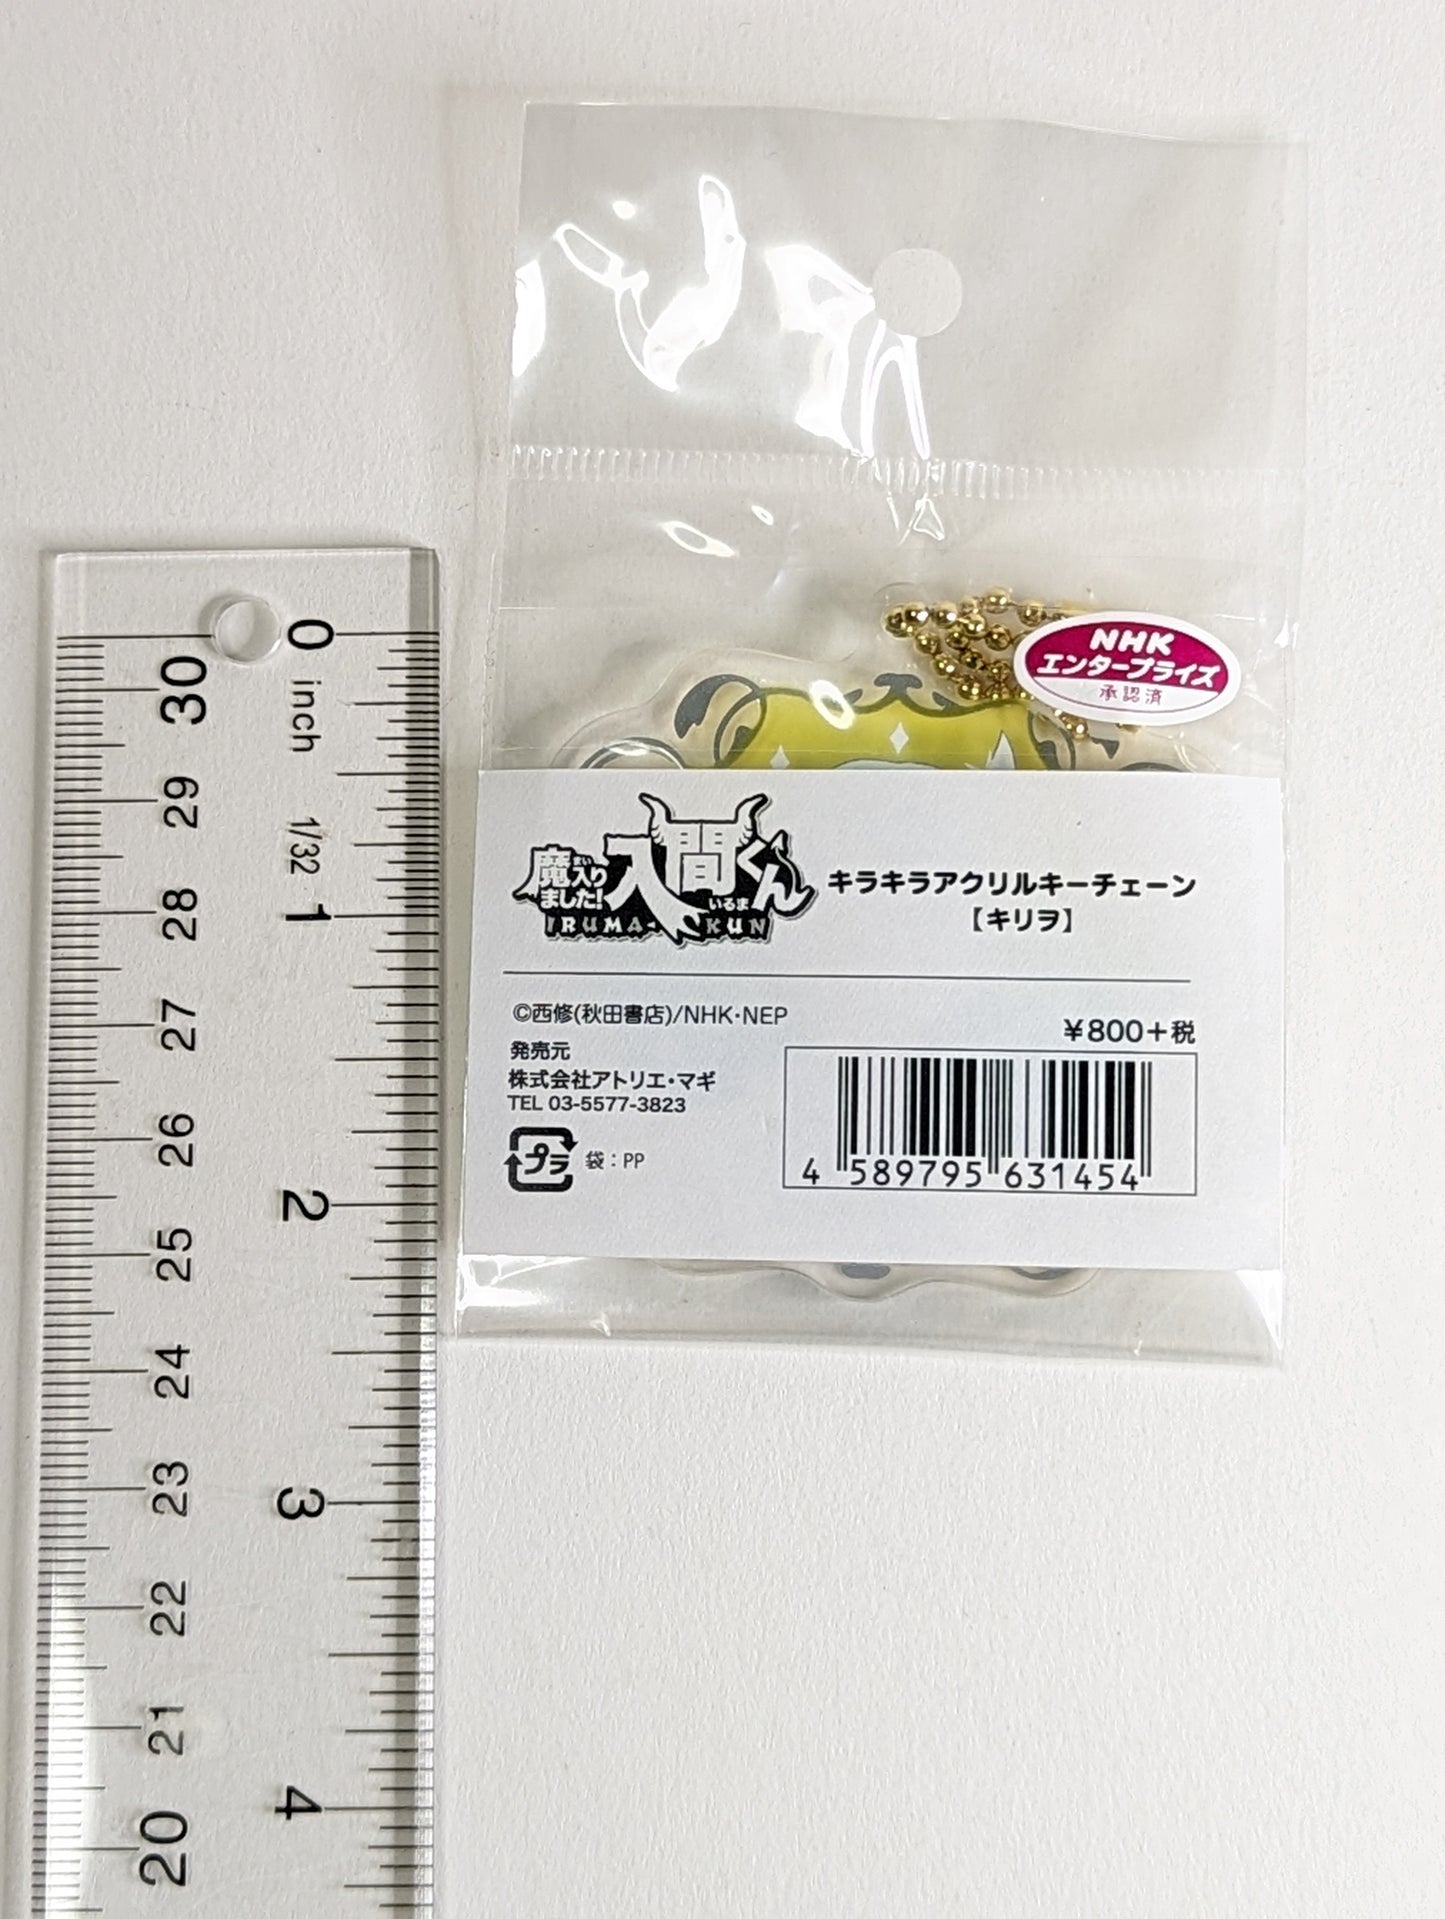 NHK
エンタープライズ
承認済
魔入りました!入間くん
まい
いるま
IRUMA-KUN
キラキラアクリルキーチェーン
【キリヲ】
©西修(秋田書店)/NHK・NEP
¥800+税
発売元
株式会社アトリエ・マギ
TEL 03-5577-3823
プラ 袋:PP
4 589795 631454
0 inch 1/32
1
2
3
4
30
29
28
27
26
25
24
23
22
21
20